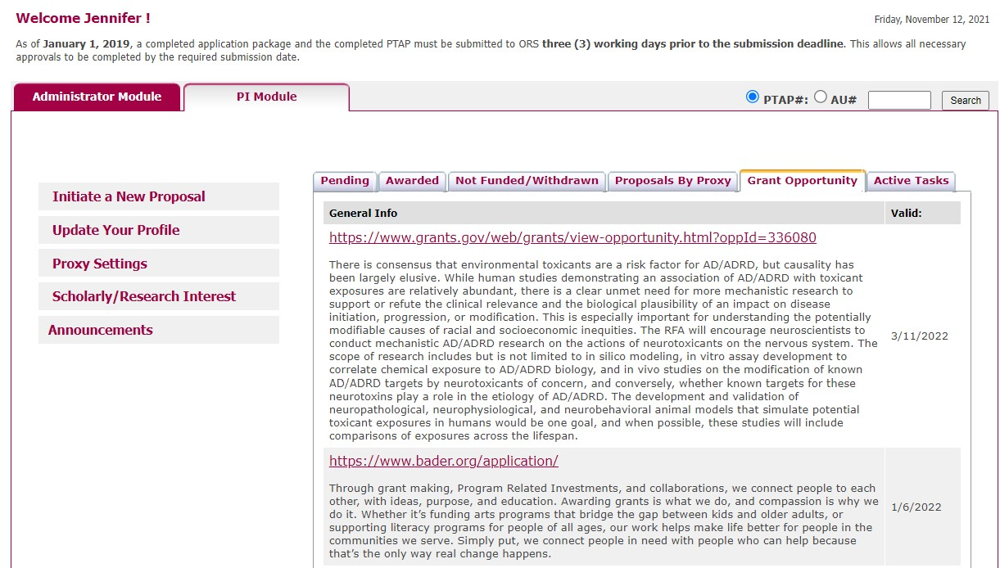 Welcome Jennifer !
Friday, November 12, 2021
As of January 1, 2019, a completed application package and the completed PTAP must be submitted to ORS three (3) working days prior to the submission deadline. This allows all necessary
approvals to be completed by the required submission date.
Administrator Module
PI Module
PTAP#:
AU#
Search
Initiate a New Proposal
Update Your Profile
Proxy Settings
Scholarly/Research Interest
Announcements
Pending
Awarded
Not Funded/Withdrawn
Proposals By Proxy
Grant Opportunity
Active Tasks
General Info
Valid:
https://www.grants.gov/web/grants/view-opportunity.html?oppId=336080
There is consensus that environmental toxicants are a risk factor for AD/ADRD, but causality has
been largely elusive. While human studies demonstrating an association of AD/ADRD with toxicant
exposures are relatively abundant, there is a clear unmet need for more mechanistic research to
support or refute the clinical relevance and the biological plausibility of an impact on disease
initiation, progression, or modification. This is especially important for understanding the potentially
modifiable causes of racial and socioeconomic inequities. The RFA will encourage neuroscientists to
conduct mechanistic AD/ADRD research on the actions of neurotoxicants on the nervous system. The
scope of research includes but is not limited to in silico modeling, in vitro assay development to
correlate chemical exposure to AD/ADRD biology, and in vivo studies on the modification of known
AD/ADRD targets by neurotoxicants of concern, and conversely, whether known targets for these
neurotoxins play a role in the etiology of AD/ADRD. The development and validation of
neuropathological, neurophysiological, and neurobehavioral animal models that simulate potential
toxicant exposures in humans would be one goal, and when possible, these studies will include
comparisons of exposures across the lifespan.
3/11/2022
https://www.bader.org/application/
Through grant making, Program Related Investments, and collaborations, we connect people to each
other, with ideas, purpose, and education. Awarding grants is what we do, and compassion is why we
do it. Whether it’s funding arts programs that bridge the gap between kids and older adults, or
supporting literacy programs for people of all ages, our work helps make life better for people in the
communities we serve. Simply put, we connect people in need with people who can help because
that’s the only way real change happens.
1/6/2022